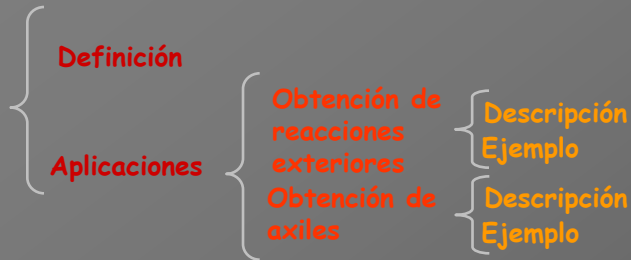 Definición
Aplicaciones
Obtención de
reacciones
exteriores
Descripción
Ejemplo
Obtención de
axiles
Descripción
Ejemplo